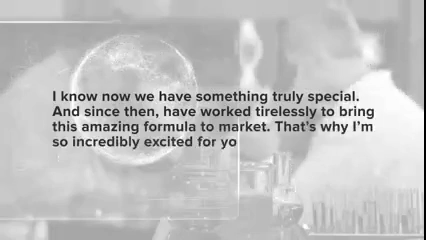 I know now we have something truly special.
And since then, have worked tirelessly to bring
this amazing formula to market. That's why I'm
so incredibly excited for yo